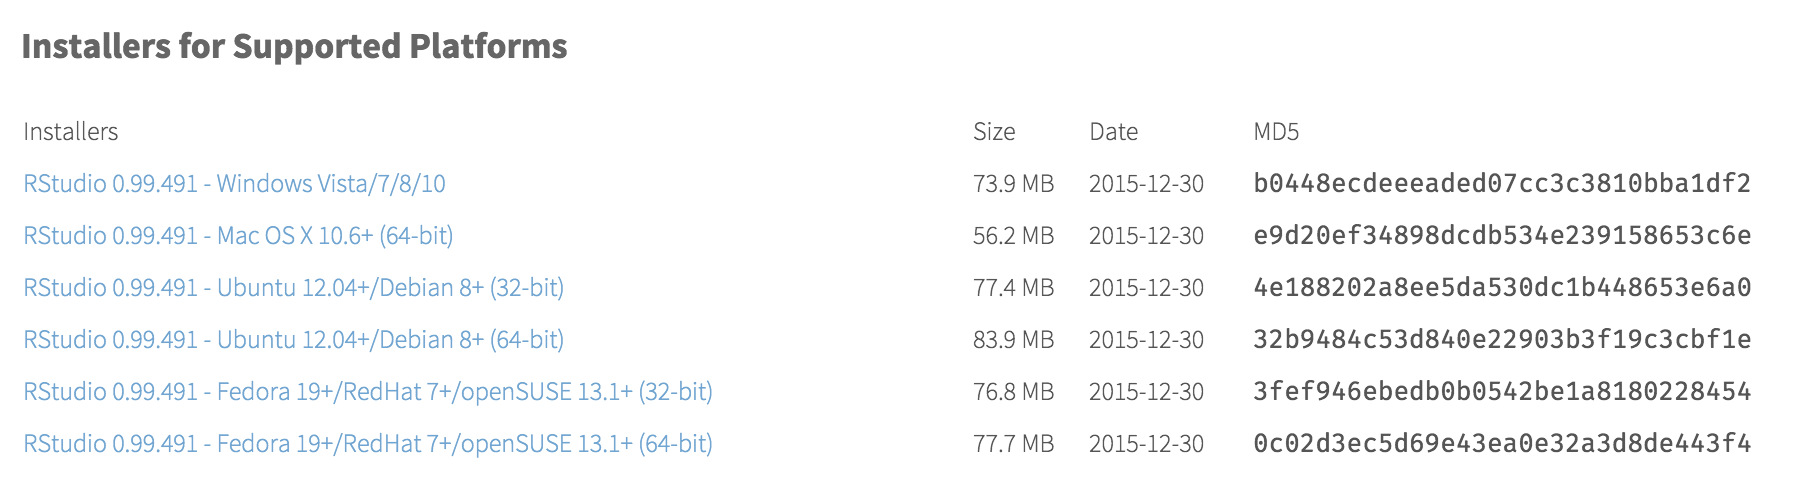 Installers for Supported Platforms
Installers Size Date MD5
RStudio 0.99.491 - Windows Vista/7/8/10 73.9 MB 2015-12-30 b0448ecdeeeaded07cc3c3810bba1df2
RStudio 0.99.491 - Mac OS X 10.6+ (64-bit) 56.2 MB 2015-12-30 e9d20ef34898dcdb534e239158653c6e
RStudio 0.99.491 - Ubuntu 12.04+/Debian 8+ (32-bit) 77.4 MB 2015-12-30 4e188202a8ee5da530dc1b448653e6a0
RStudio 0.99.491 - Ubuntu 12.04+/Debian 8+ (64-bit) 83.9 MB 2015-12-30 32b9484c53d840e22903b3f19c3cbf1e
RStudio 0.99.491 - Fedora 19+/RedHat 7+/openSUSE 13.1+ (32-bit) 76.8 MB 2015-12-30 3fef946ebedb0b0542be1a8180228454
RStudio 0.99.491 - Fedora 19+/RedHat 7+/openSUSE 13.1+ (64-bit) 77.7 MB 2015-12-30 0c02d3ec5d69e43ea0e32a3d8de443f4